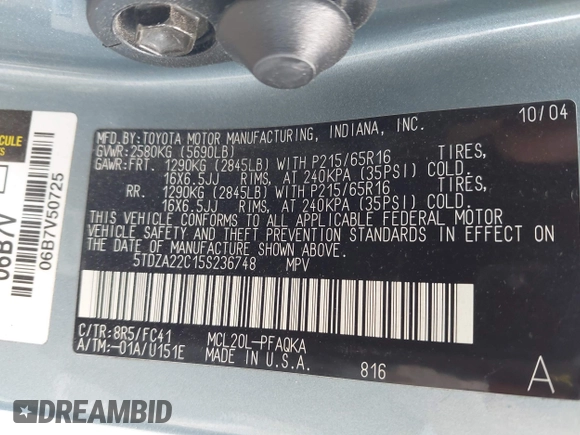 MFD.BY:TOYOTA MOTOR MANUFACTURING, INDIANA, INC. 10/04
GVWR:2580KG (5690LB)
GAWR:FRT. 1290KG (2845LB) WITH P215/65R16 TIRES,
16X6.5JJ RIMS, AT 240KPA (35PSI) COLD.
RR. 1290KG (2845LB) WITH P215/65R16 TIRES,
16X6.5JJ RIMS, AT 240KPA (35PSI) COLD.
THIS VEHICLE CONFORMS TO ALL APPLICABLE FEDERAL MOTOR
VEHICLE SAFETY AND THEFT PREVENTION STANDARDS IN EFFECT ON
THE DATE OF MANUFACTURE SHOWN ABOVE.
5TDZA22C15S236748 MPV
C/TR:8R5/FC41 MCL20L-PFAQKA
A/TM:-01A/U151E MADE IN U.S.A. 816 A
06B7V
06B7V50725
DREAMBID